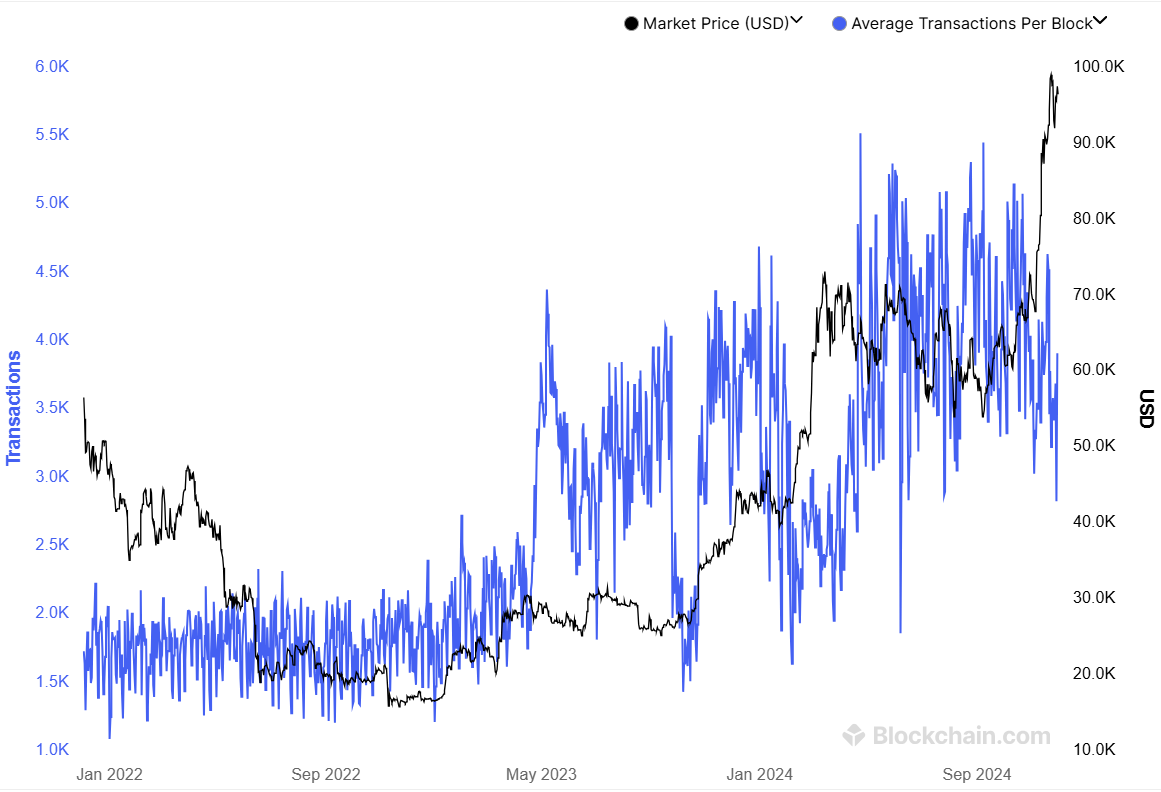 Market Price (USD) Average Transactions Per Block
6.0K 100.0K
5.5K 90.0K
5.0K 80.0K
4.5K 70.0K
4.0K 60.0K
3.5K 50.0K
3.0K 40.0K
2.5K 30.0K
2.0K 20.0K
1.5K 10.0K
1.0K
Transactions
USD
Blockchain.com
Jan 2022 Sep 2022 May 2023 Jan 2024 Sep 2024